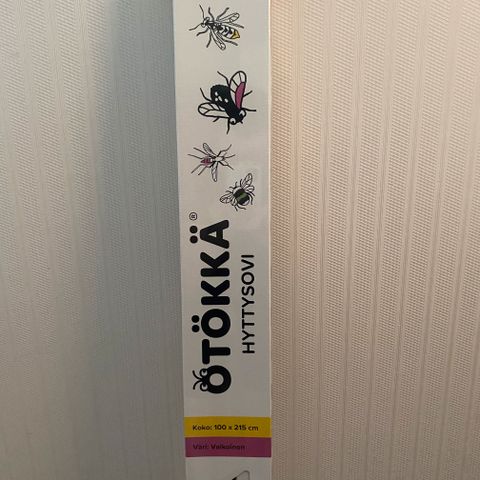 ÖTÖKKÄ®
HYTTYSOVI
Koko: 100 x 215 cm
Väri: Valkoinen